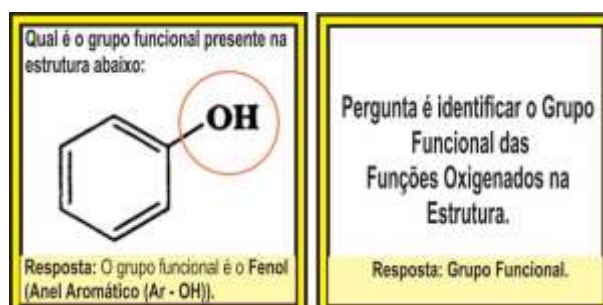 Qual é o grupo funcional presente na
estrutura abaixo:
OH
Resposta: O grupo funcional é o Fenol
(Anel Aromático (Ar - OH)).
Pergunta é identificar o Grupo
Funcional das
Funções Oxigenados na
Estrutura.
Resposta: Grupo Funcional.